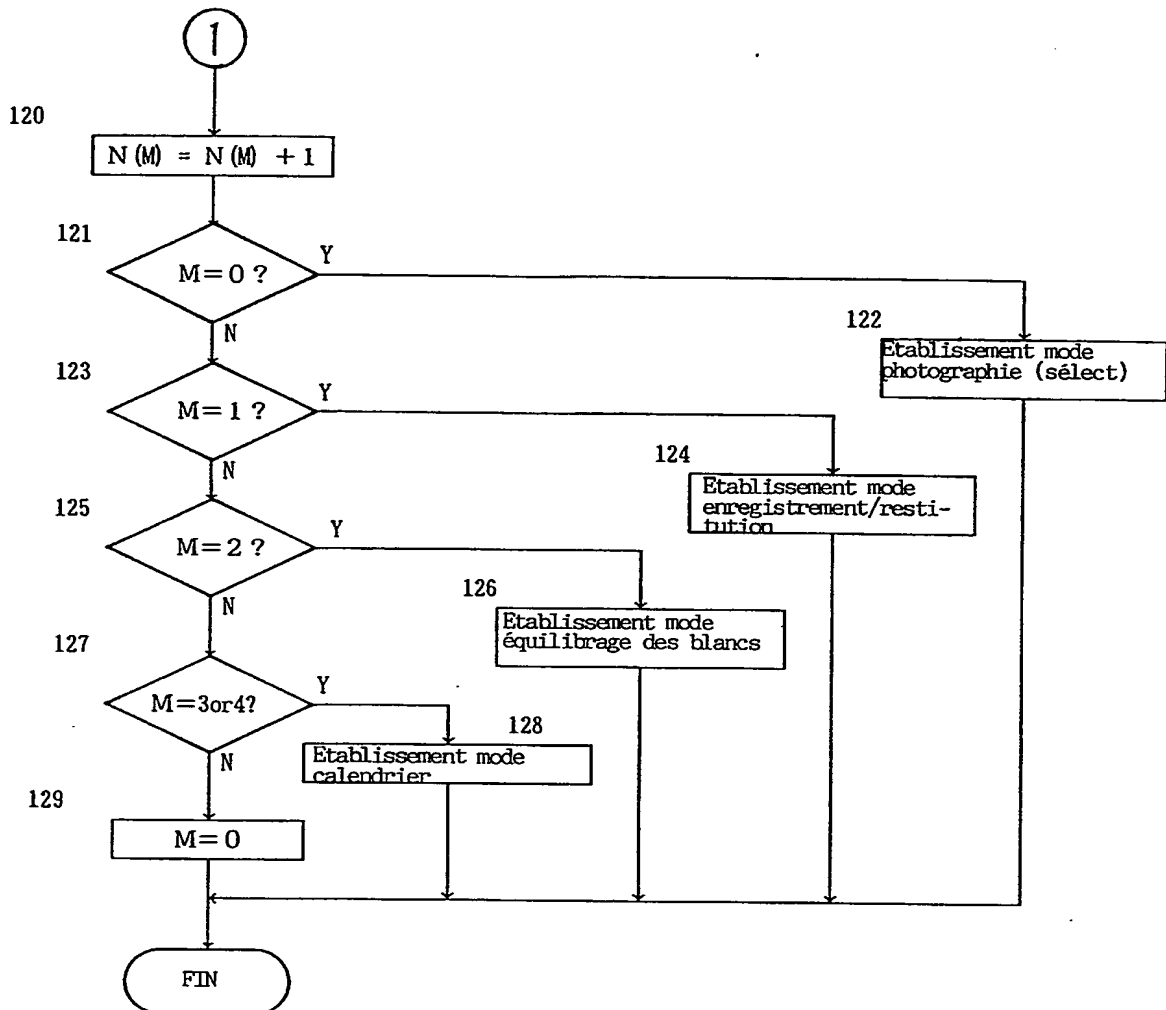 1
120
N(M) = N(M) + 1
121
M=0 ?
Y
N
122
Etablissement mode
photographie (sélect)
123
M=1 ?
Y
N
124
Etablissement mode
enregistrement/resti-
tution
125
M=2 ?
Y
N
126
Etablissement mode
équilibrage des blancs
127
M=3or4?
Y
N
128
Etablissement mode
calendrier
129
M=0
FIN